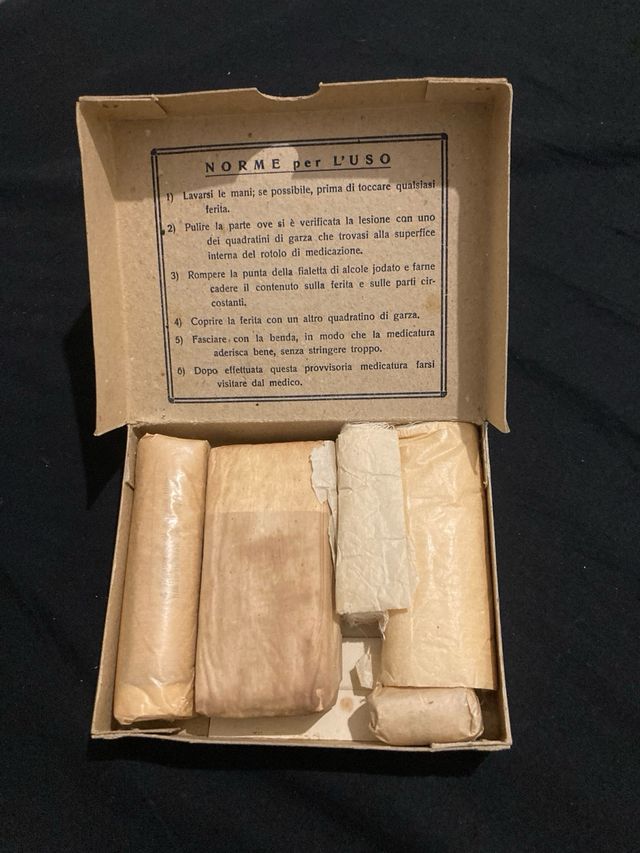 NORME per L'USO
1) Lavarsi le mani; se possibile, prima di toccare qualsiasi
ferita.
2) Pulire la parte ove si è verificata la lesione con uno
dei quadratini di garza che trovasi alla superfice
interna del rotolo di medicazione.
3) Rompere la punta della fialetta di alcole jodato e farne
cadere il contenuto sulla ferita e sulle parti cir-
costanti.
4) Coprire la ferita con un altro quadratino di garza.
5) Fasciare con la benda, in modo che la medicatura
aderisca bene, senza stringere troppo.
6) Dopo effettuata questa provvisoria medicatura farsi
visitare dal medico.